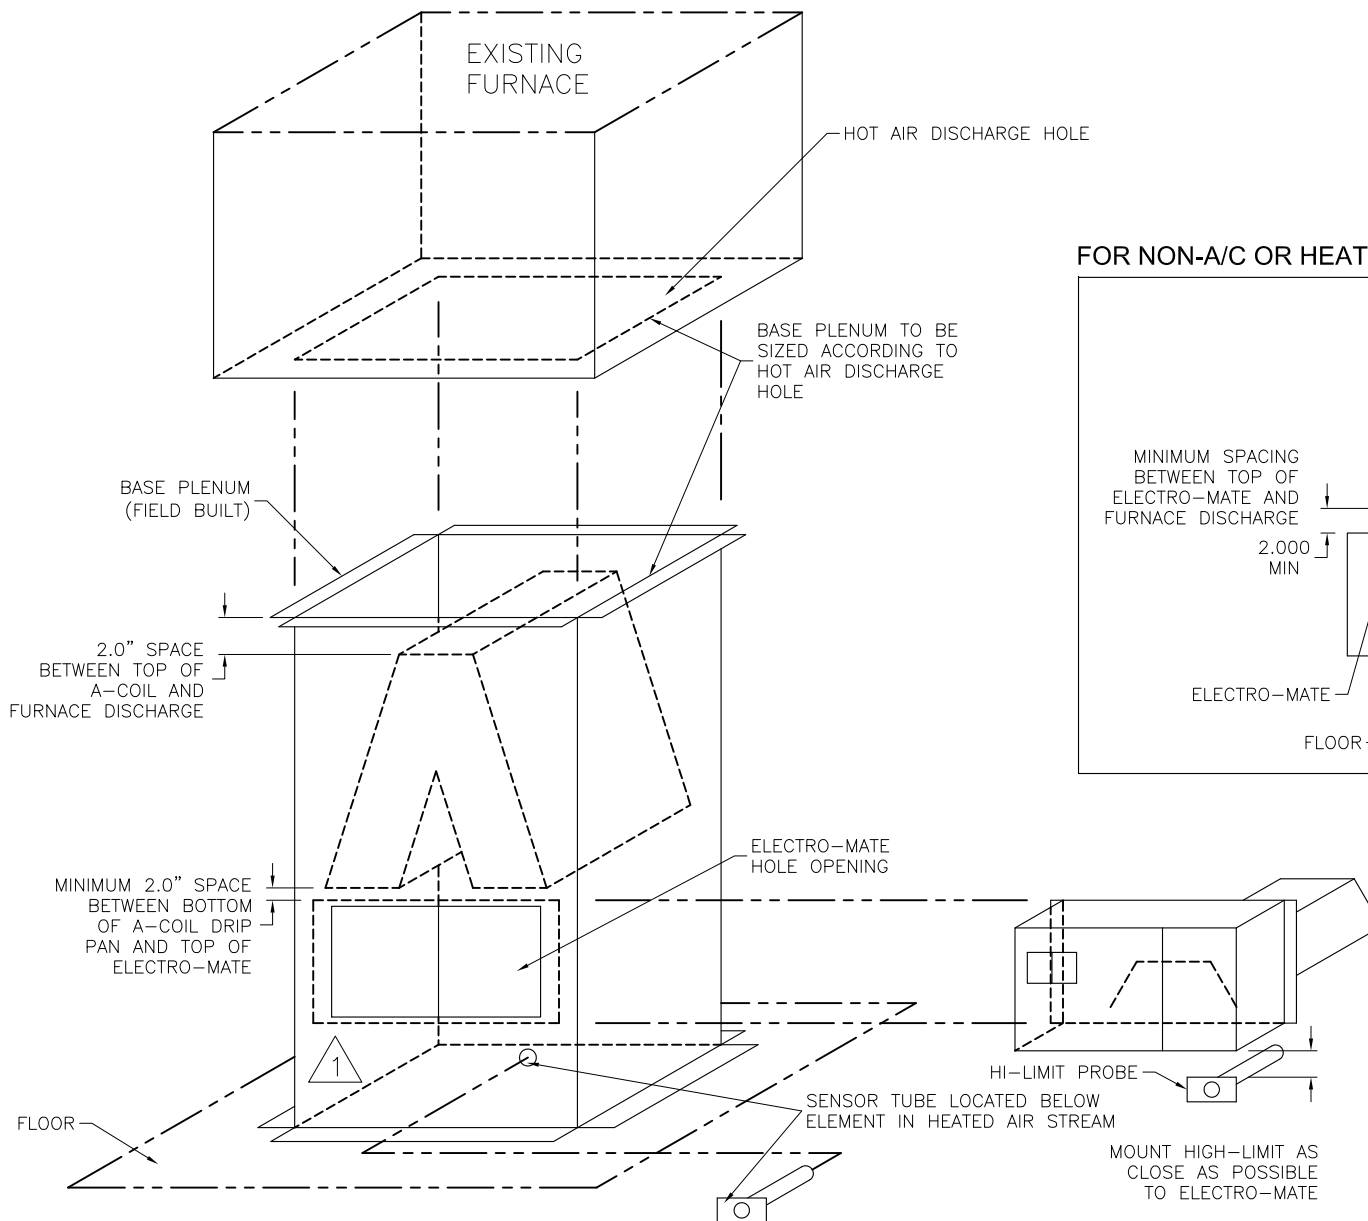 EXISTING
FURNACE
HOT AIR DISCHARGE HOLE
FOR NON-A/C OR HEAT
BASE PLENUM TO BE
SIZED ACCORDING TO
HOT AIR DISCHARGE
HOLE
MINIMUM SPACING
BETWEEN TOP OF
ELECTRO-MATE AND
FURNACE DISCHARGE
2.000
MIN
BASE PLENUM
(FIELD BUILT)
2.0" SPACE
BETWEEN TOP OF
A-COIL AND
FURNACE DISCHARGE
ELECTRO-MATE
FLOOR
ELECTRO-MATE
HOLE OPENING
MINIMUM 2.0" SPACE
BETWEEN BOTTOM
OF A-COIL DRIP
PAN AND TOP OF
ELECTRO-MATE
1
HI-LIMIT PROBE
SENSOR TUBE LOCATED BELOW
ELEMENT IN HEATED AIR STREAM
FLOOR
MOUNT HIGH-LIMIT AS
CLOSE AS POSSIBLE
TO ELECTRO-MATE